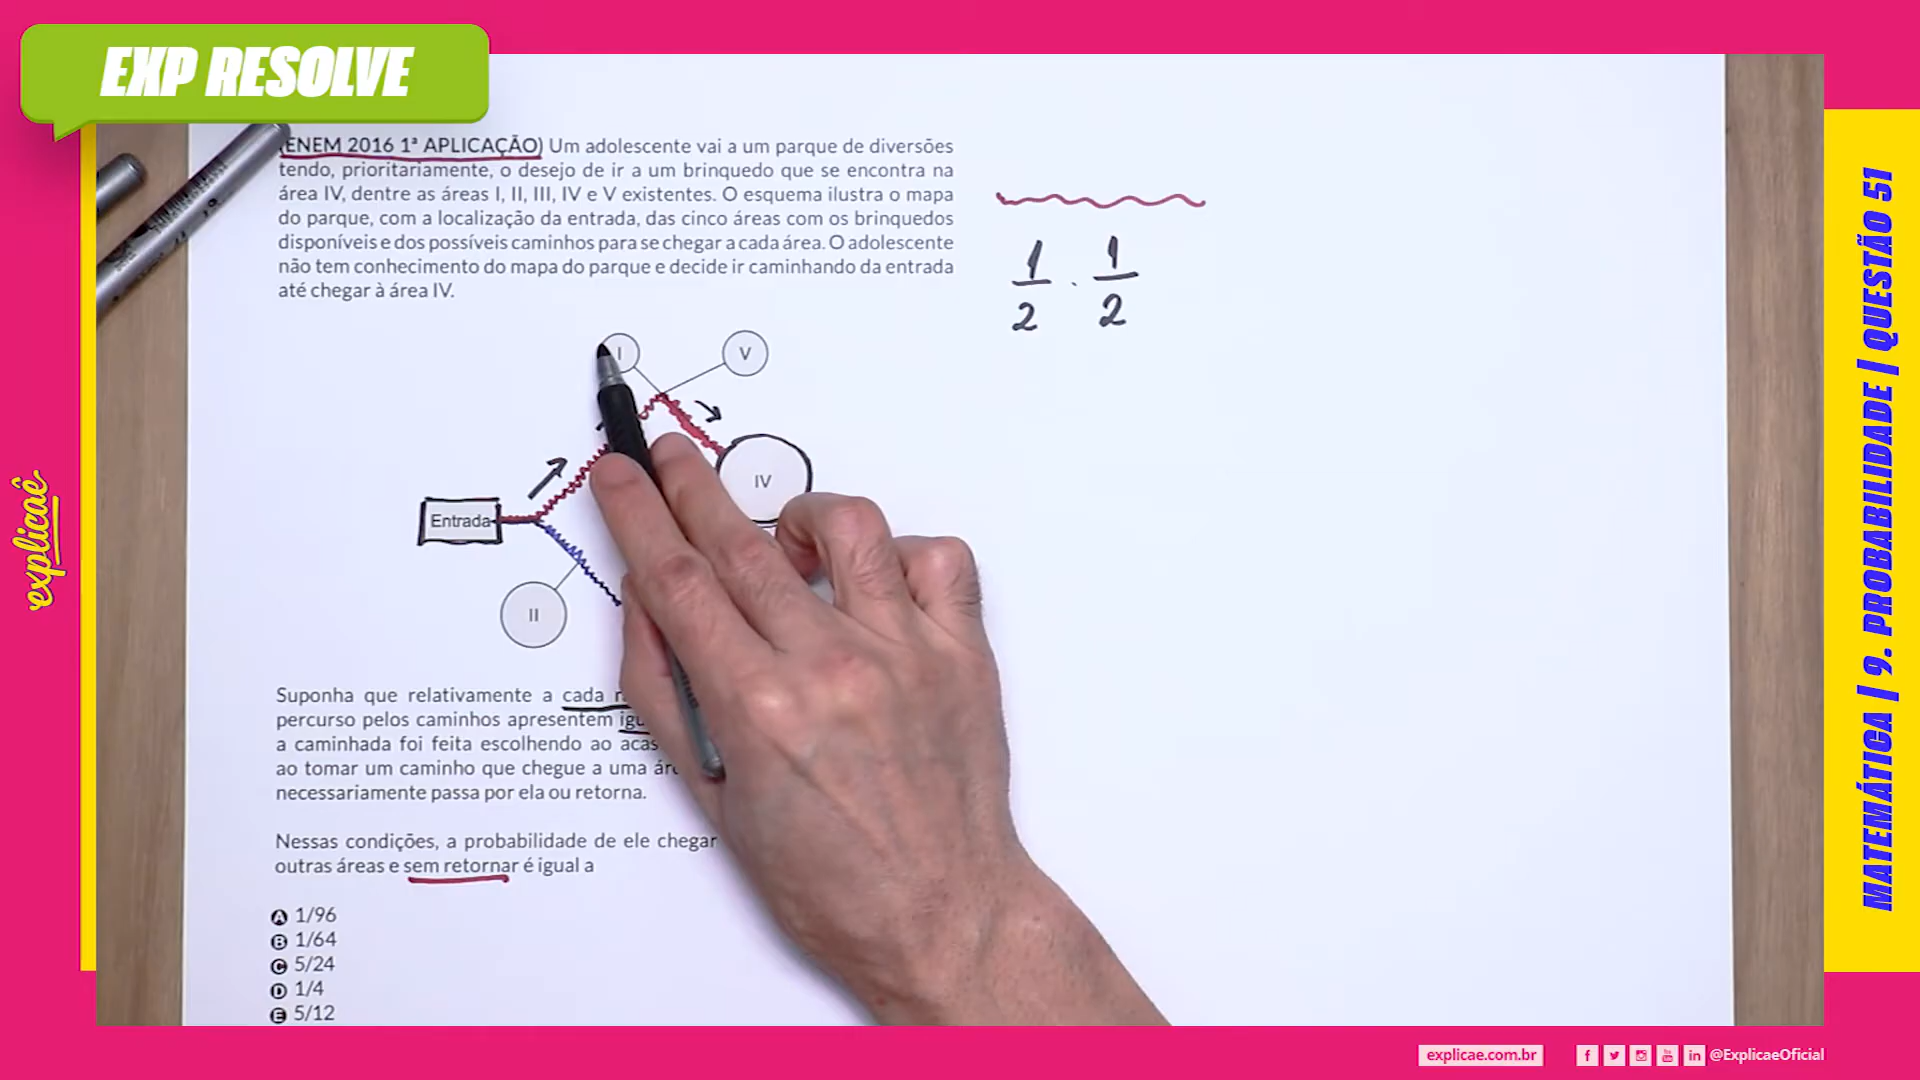 EXP RESOLVE
(ENEM 2016 1ª APLICAÇÃO) Um adolescente vai a um parque de diversões
tendo, prioritariamente, o desejo de ir a um brinquedo que se encontra na
área IV, dentre as áreas I, II, III, IV e V existentes. O esquema ilustra o mapa
do parque, com a localização da entrada, das cinco áreas com os brinquedos
disponíveis e dos possíveis caminhos para se chegar a cada área. O adolescente
não tem conhecimento do mapa do parque e decide ir caminhando da entrada
até chegar à área IV.
1/2 . 1/2
I
V
IV
Entrada
II
Suponha que relativamente a cada
percurso pelos caminhos apresentem
a caminhada foi feita escolhendo ao
ao tomar um caminho que chegue a uma
necessariamente passa por ela ou retorna.
Nessas condições, a probabilidade de ele chegar
outras áreas e sem retornar é igual a
A 1/96
B 1/64
C 5/24
D 1/4
E 5/12
explicaê
MATEMÁTICA | 9. PROBABILIDADE | QUESTÃO 51
explicae.com.br
@ExplicaeOficial